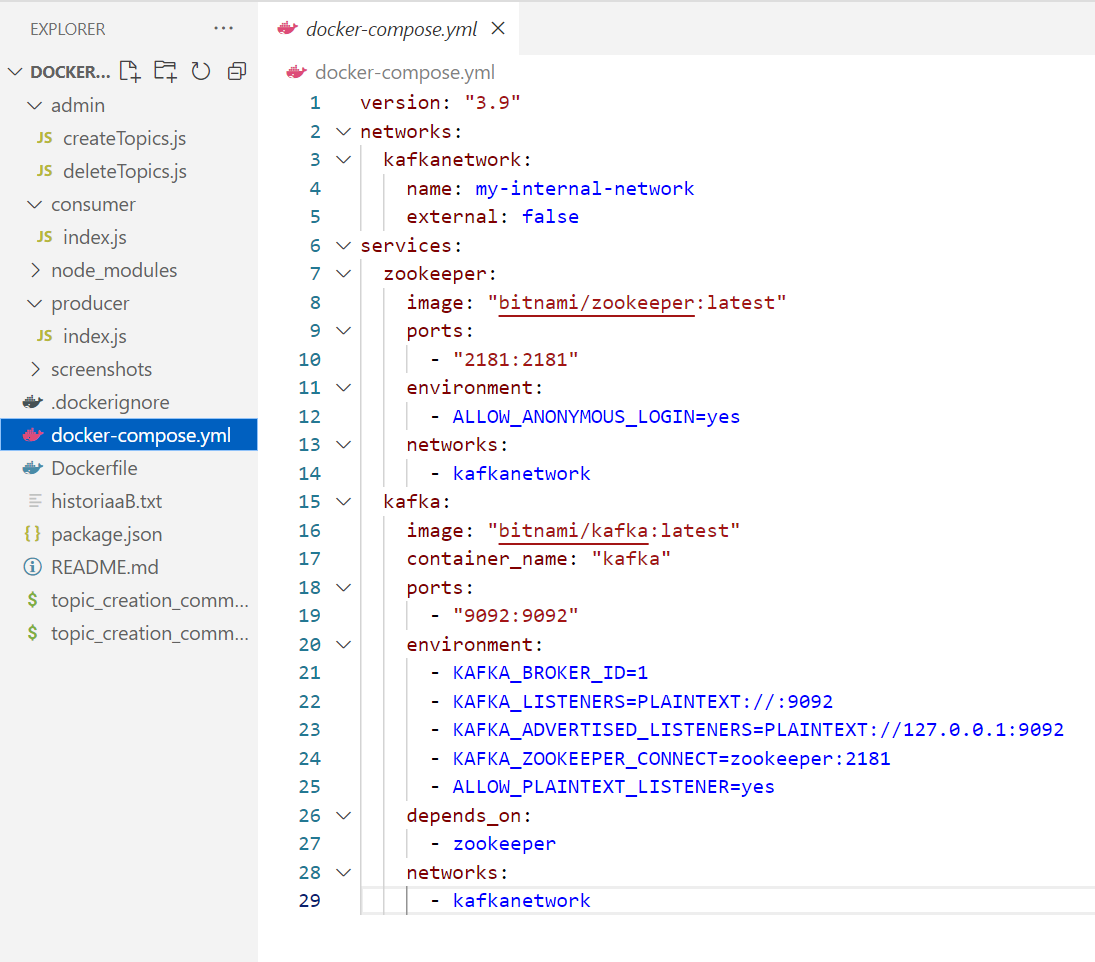 EXPLORER ...
DOCKER...
admin
JS createTopics.js
JS deleteTopics.js
consumer
JS index.js
node_modules
producer
JS index.js
screenshots
.dockerignore
docker-compose.yml
Dockerfile
historiaaB.txt
{} package.json
README.md
$ topic_creation_comm...
$ topic_creation_comm...
docker-compose.yml
docker-compose.yml
1 version: "3.9"
2 networks:
3   kafkanetwork:
4     name: my-internal-network
5     external: false
6 services:
7   zookeeper:
8     image: "bitnami/zookeeper:latest"
9     ports:
10       - "2181:2181"
11     environment:
12       - ALLOW_ANONYMOUS_LOGIN=yes
13     networks:
14       - kafkanetwork
15   kafka:
16     image: "bitnami/kafka:latest"
17     container_name: "kafka"
18     ports:
19       - "9092:9092"
20     environment:
21       - KAFKA_BROKER_ID=1
22       - KAFKA_LISTENERS=PLAINTEXT://:9092
23       - KAFKA_ADVERTISED_LISTENERS=PLAINTEXT://127.0.0.1:9092
24       - KAFKA_ZOOKEEPER_CONNECT=zookeeper:2181
25       - ALLOW_PLAINTEXT_LISTENER=yes
26     depends_on:
27       - zookeeper
28     networks:
29       - kafkanetwork